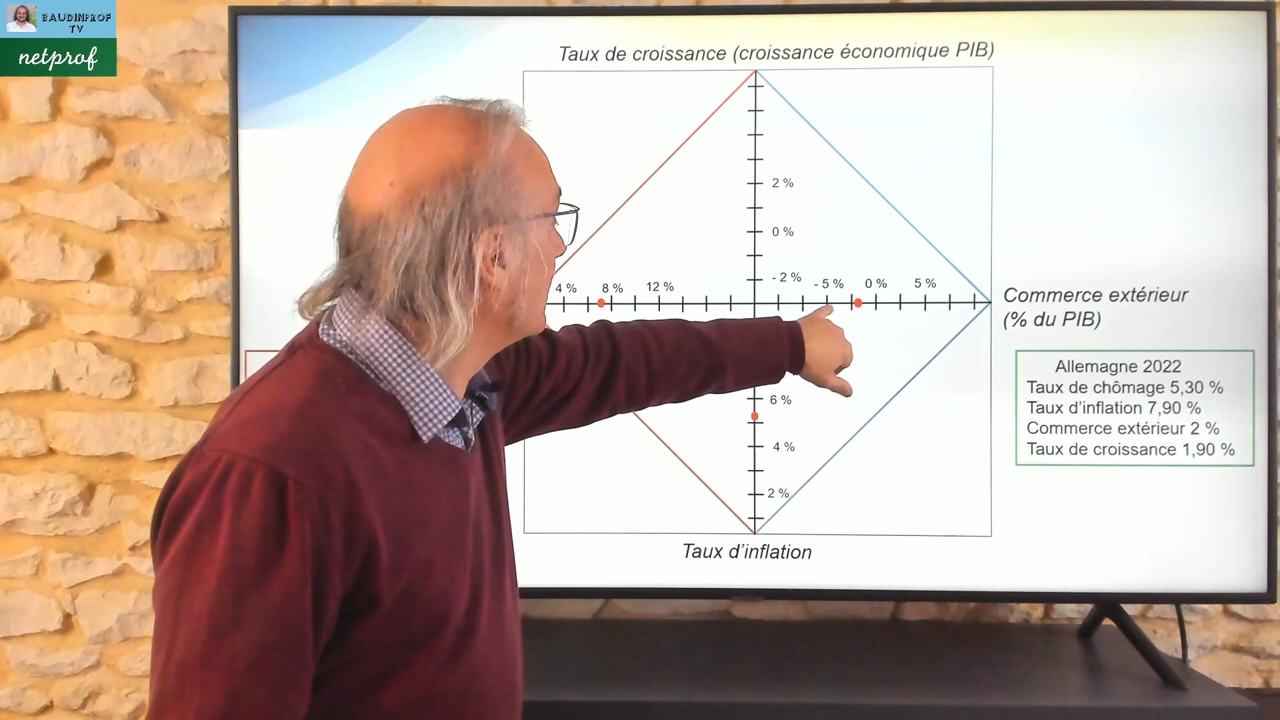 BAUDINPROF
TV
netprof
Taux de croissance (croissance économique PIB)
2 %
0 %
- 2 %
4 %
8 %
12 %
- 5 %
0 %
5%
Commerce extérieur
(% du PIB)
6 %
4 %
2 %
Taux d'inflation
Allemagne 2022
Taux de chômage 5,30 %
Taux d'inflation 7,90 %
Commerce extérieur 2 %
Taux de croissance 1,90 %